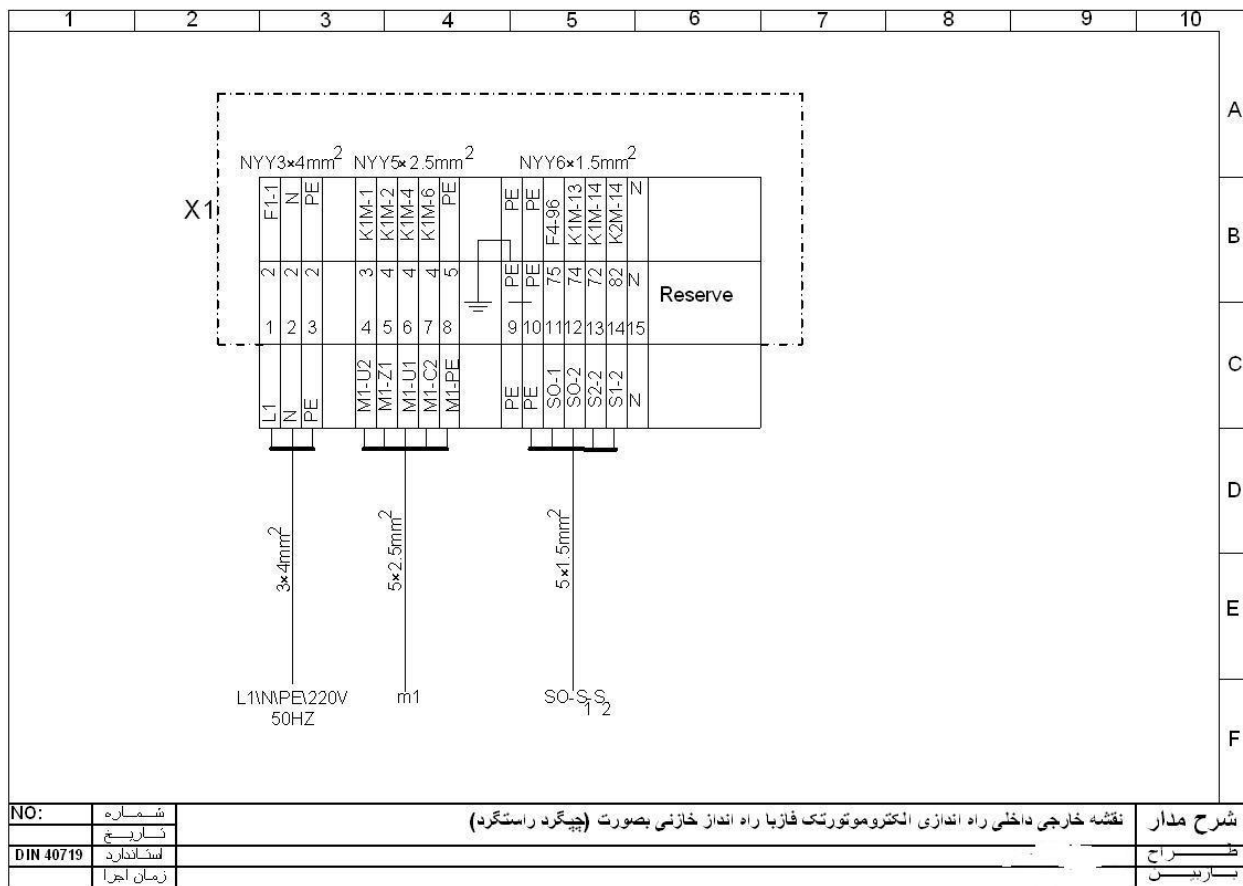 1 2 3 4 5 6 7 8 9 10
A
B
C
D
E
F
X1
NYY3×4mm2 NYY5×2.5mm2 NYY6×1.5mm2
F1-1 N PE K1M-1 K1M-2 K1M-4 K1M-6 PE PE PE F4-96 K1M-13 K1M-14 K2M-14 N
2 2 2 3 4 4 4 5 PE PE 75 74 72 82 N
Reserve
1 2 3 4 5 6 7 8 9 10 11 12 13 14 15
L1 N PE M1-U2 M1-Z1 M1-U1 M1-C2 M1-PE PE PE SO-1 SO-2 S2-2 S1-2 N
3×4mm2 5×2.5mm2 5×1.5mm2
L1\N\PE\220V m1 SO-S1-S2
50HZ
NO: شماره
تاریخ
DIN 40719 استاندارد
زمان اجرا
شرح مدار
نقشه خارجی داخلی راه اندازی الکتروموتورتک فازبا راه انداز خازنی بصورت (چپگرد راستگرد)
طراح
بازبین